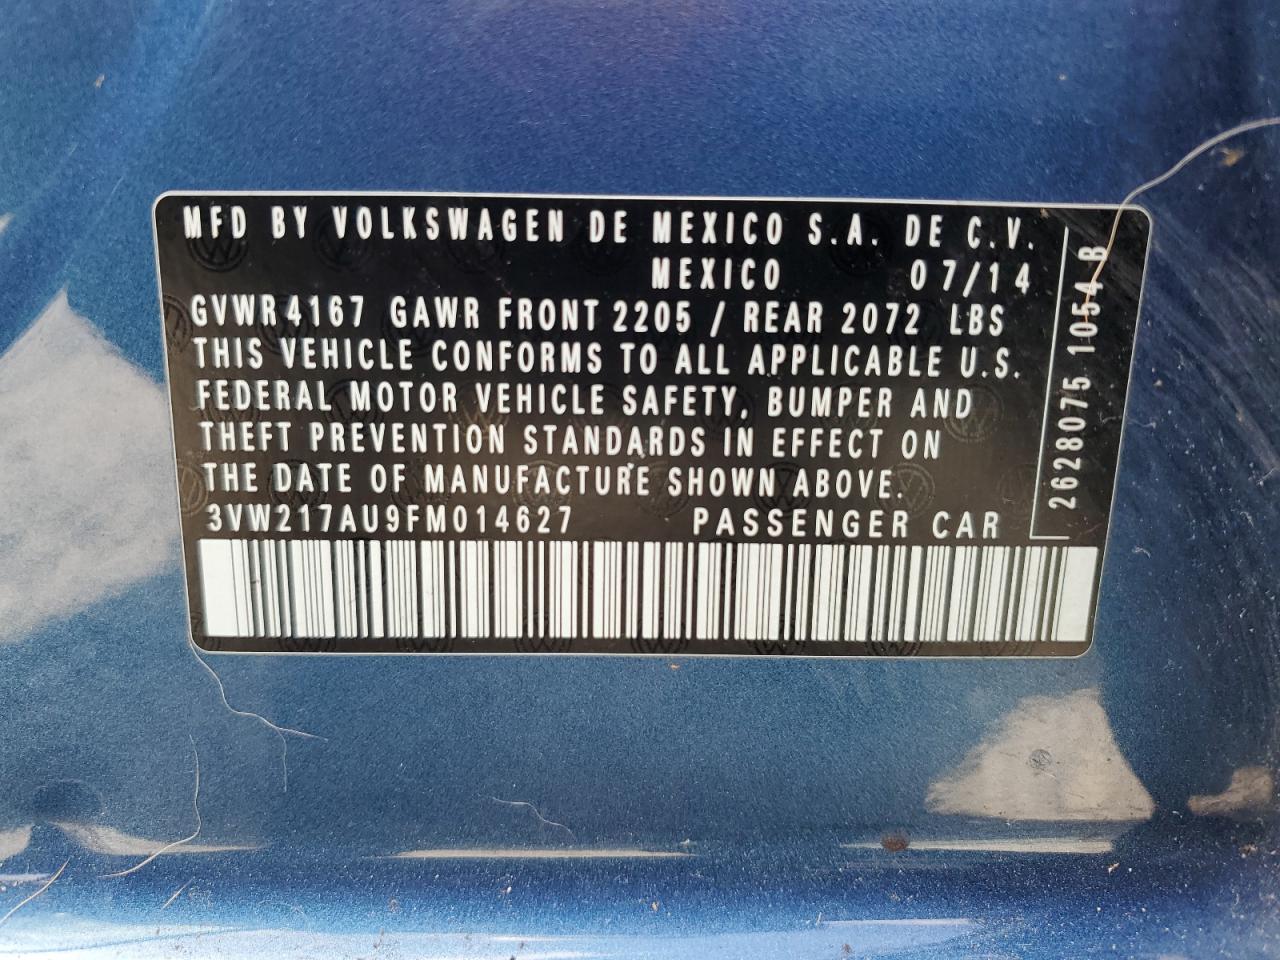 MFD BY VOLKSWAGEN DE MEXICO S.A. DE C.V.
MEXICO 07/14
GVWR 4167 GAWR FRONT 2205 / REAR 2072 LBS
THIS VEHICLE CONFORMS TO ALL APPLICABLE U.S.
FEDERAL MOTOR VEHICLE SAFETY, BUMPER AND
THEFT PREVENTION STANDARDS IN EFFECT ON
THE DATE OF MANUFACTURE SHOWN ABOVE.
3VW217AU9FM014627 PASSENGER CAR
2628075 1054 B